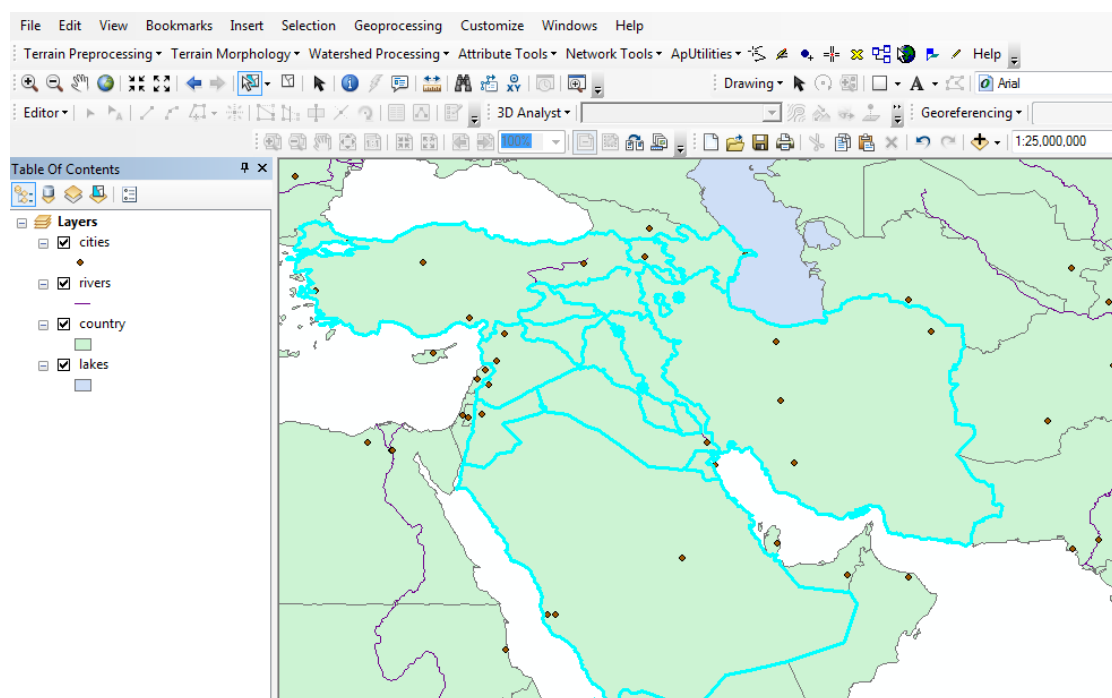 File Edit View Bookmarks Insert Selection Geoprocessing Customize Windows Help
Terrain Preprocessing Terrain Morphology Watershed Processing Attribute Tools Network Tools ApUtilities Help
Drawing A Arial
Editor 3D Analyst Georeferencing
100% 1:25,000,000
Table Of Contents
Layers
cities
rivers
country
lakes